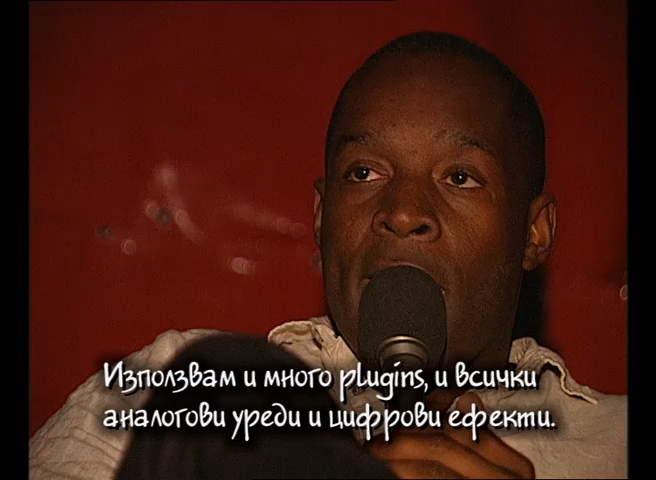 Използвам и много plugins, и всички
аналогови уреди и цифрови ефекти.